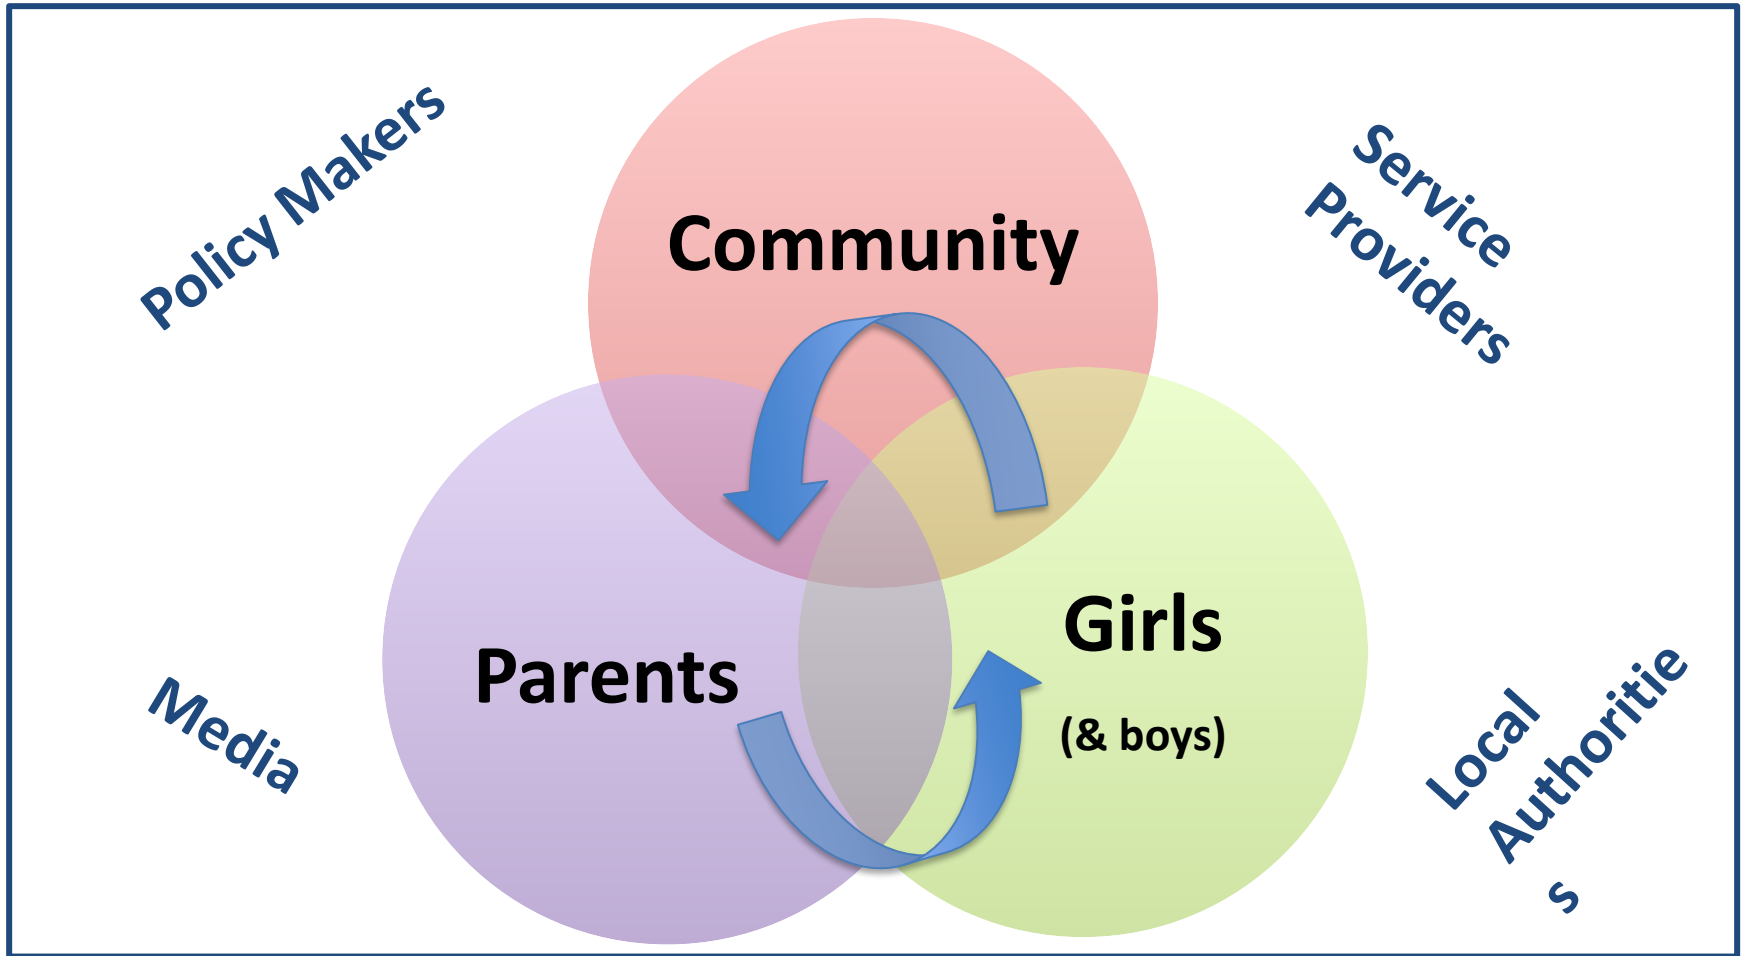 Policy Makers
Service
Providers
Community
Girls
(& boys)
Parents
Media
Local
Authoritie
s